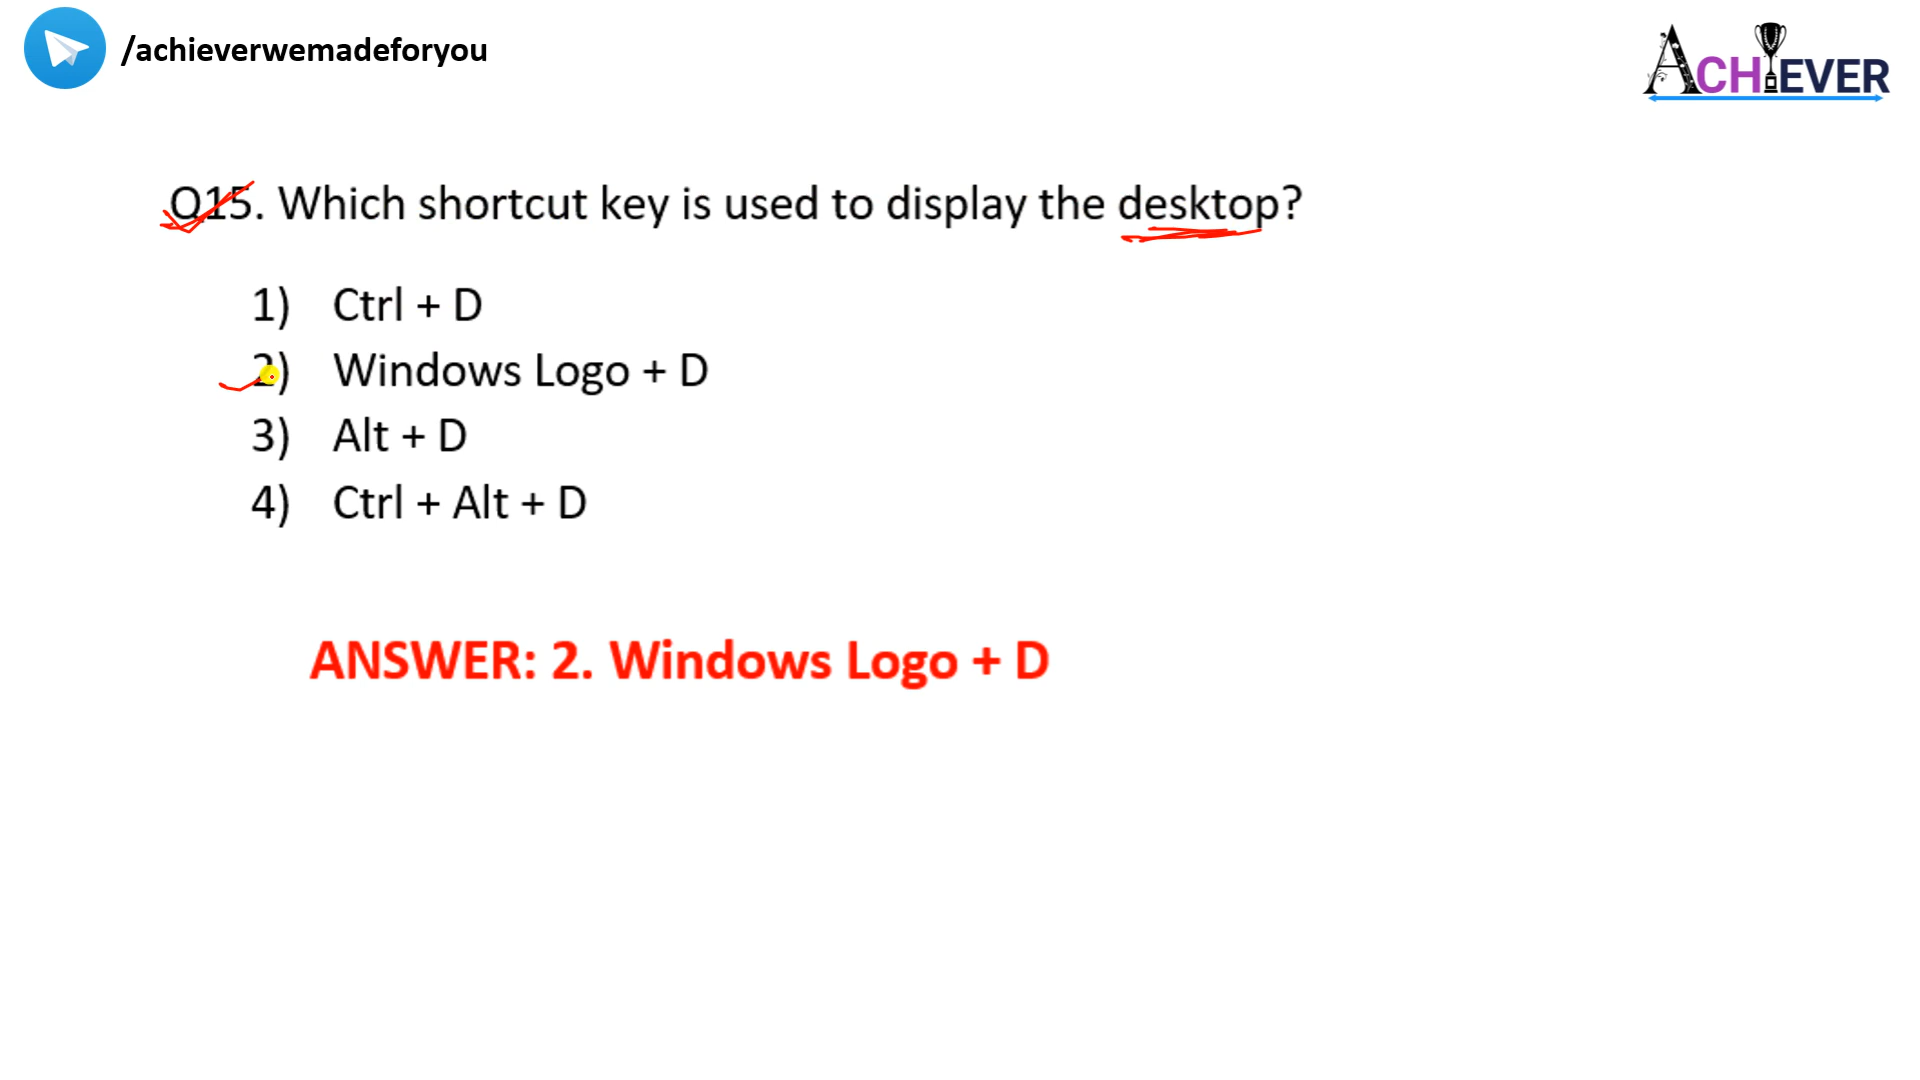 /achieverwemadeforyou
ACHIEVER
Q15. Which shortcut key is used to display the desktop?
1) Ctrl + D
2) Windows Logo + D
3) Alt + D
4) Ctrl + Alt + D
ANSWER: 2. Windows Logo + D